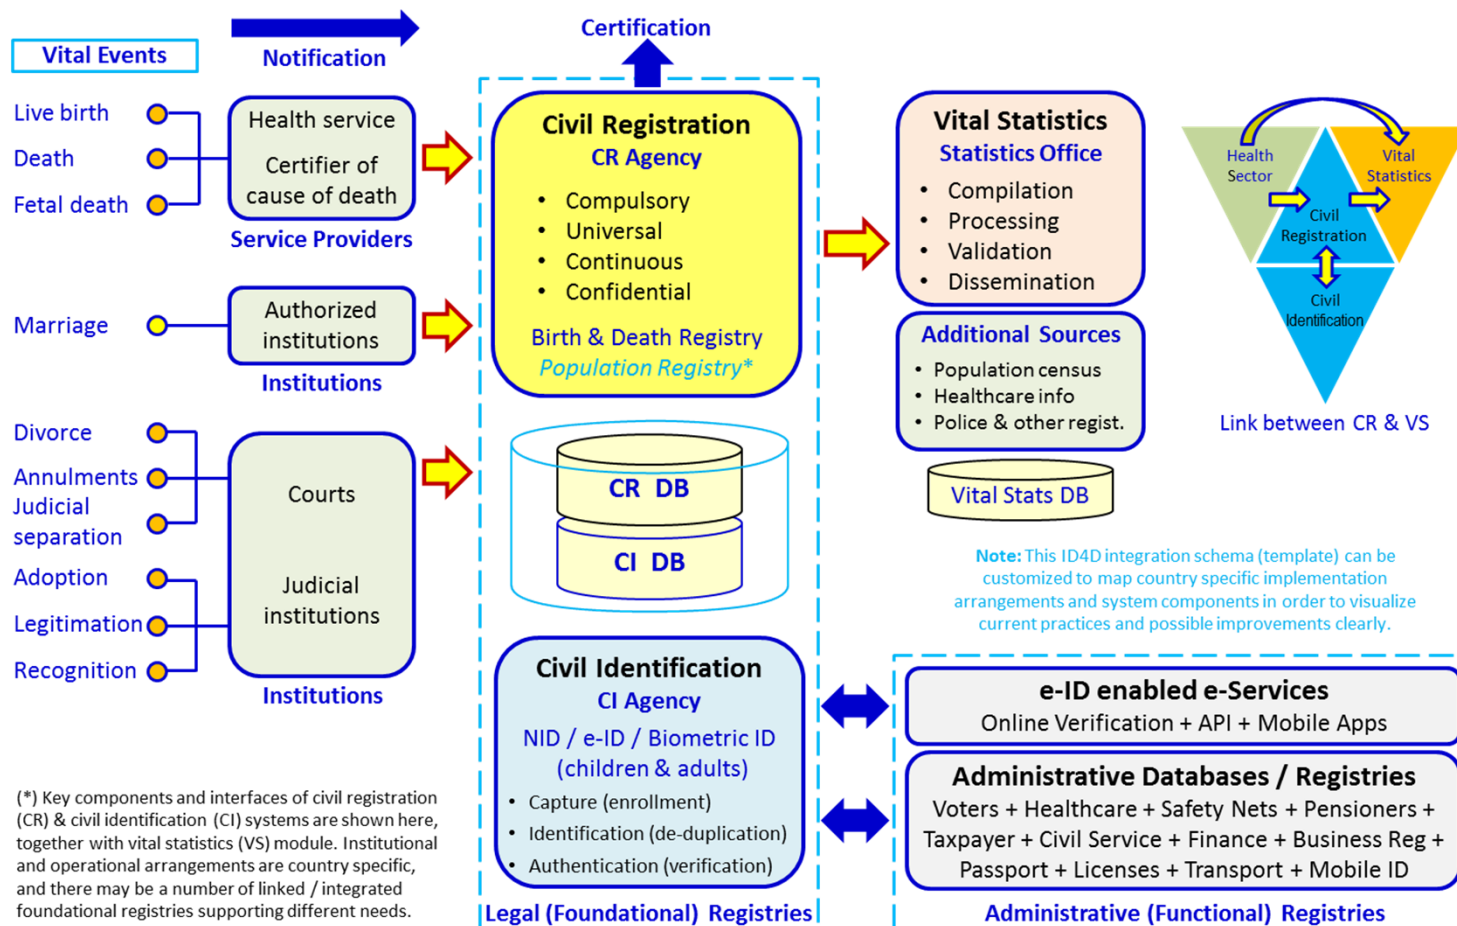 Vital Events
Notification
Certification
Live birth
Death
Fetal death
Health service
Certifier of
cause of death
Service Providers
Marriage
Authorized
institutions
Institutions
Divorce
Annulments
Judicial
separation
Adoption
Legitimation
Recognition
Courts
Judicial
institutions
Institutions
(*) Key components and interfaces of civil registration
(CR) & civil identification (CI) systems are shown here,
together with vital statistics (VS) module. Institutional
and operational arrangements are country specific,
and there may be a number of linked / integrated
foundational registries supporting different needs.
Civil Registration
CR Agency
• Compulsory
• Universal
• Continuous
• Confidential
Birth & Death Registry
Population Registry*
CR DB
CI DB
Civil Identification
CI Agency
NID / e-ID / Biometric ID
(children & adults)
• Capture (enrollment)
• Identification (de-duplication)
• Authentication (verification)
Legal (Foundational) Registries
Vital Statistics
Statistics Office
• Compilation
• Processing
• Validation
• Dissemination
Additional Sources
• Population census
• Healthcare info
• Police & other regist.
Vital Stats DB
Health
Sector
Vital
Statistics
Civil
Registration
Civil
Identification
Link between CR & VS
Note: This ID4D integration schema (template) can be
customized to map country specific implementation
arrangements and system components in order to visualize
current practices and possible improvements clearly.
e-ID enabled e-Services
Online Verification + API + Mobile Apps
Administrative Databases / Registries
Voters + Healthcare + Safety Nets + Pensioners +
Taxpayer + Civil Service + Finance + Business Reg +
Passport + Licenses + Transport + Mobile ID
Administrative (Functional) Registries